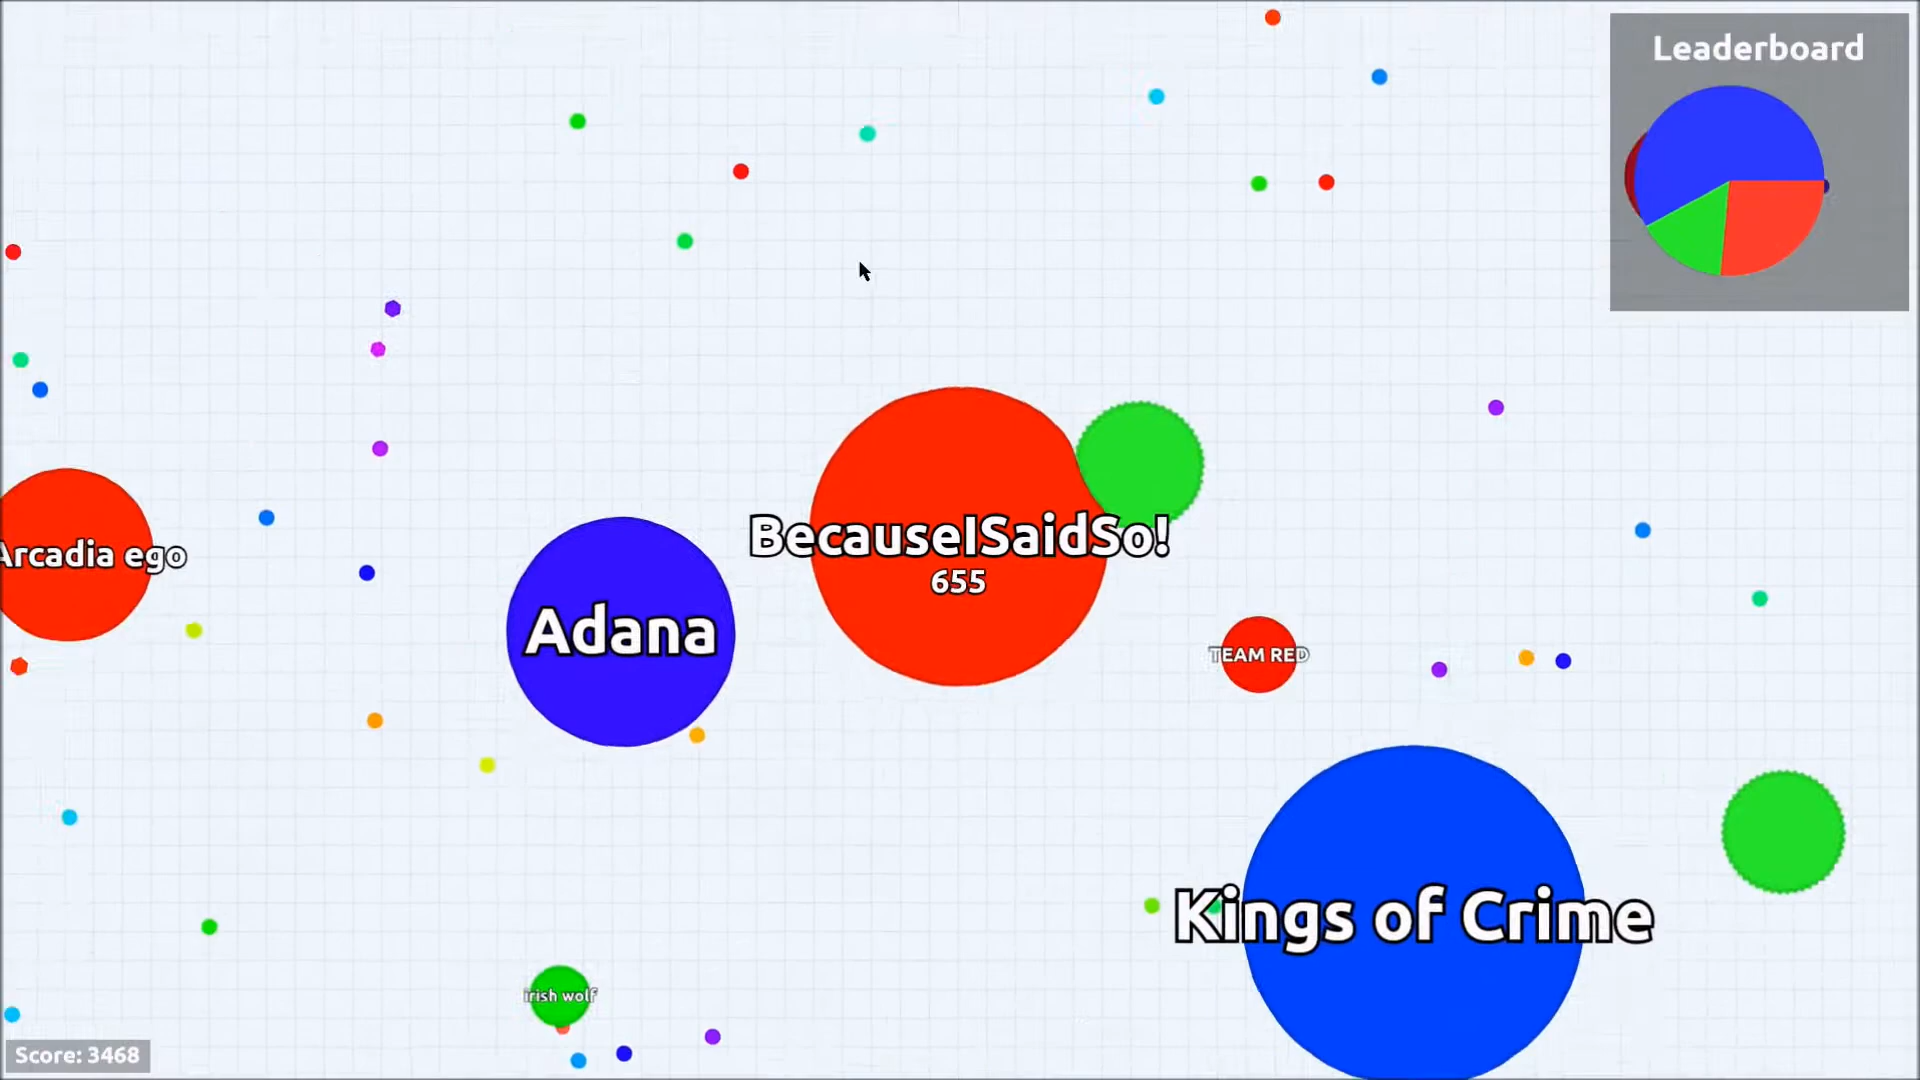 Leaderboard
BecauseISaidSo!
655
Arcadia ego
Adana
TEAM RED
Kings of Crime
irish wolf
Score: 3468